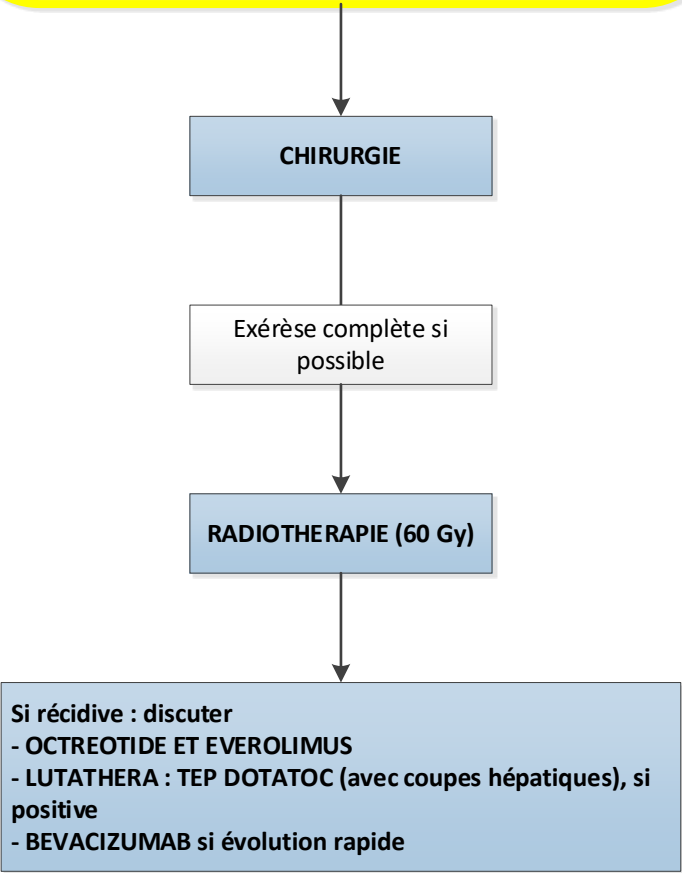 CHIRURGIE
Exérèse complète si
possible
RADIOTHERAPIE (60 Gy)
Si récidive : discuter
- OCTREOTIDE ET EVEROLIMUS
- LUTATHERA : TEP DOTATOC (avec coupes hépatiques), si
positive
- BEVACIZUMAB si évolution rapide